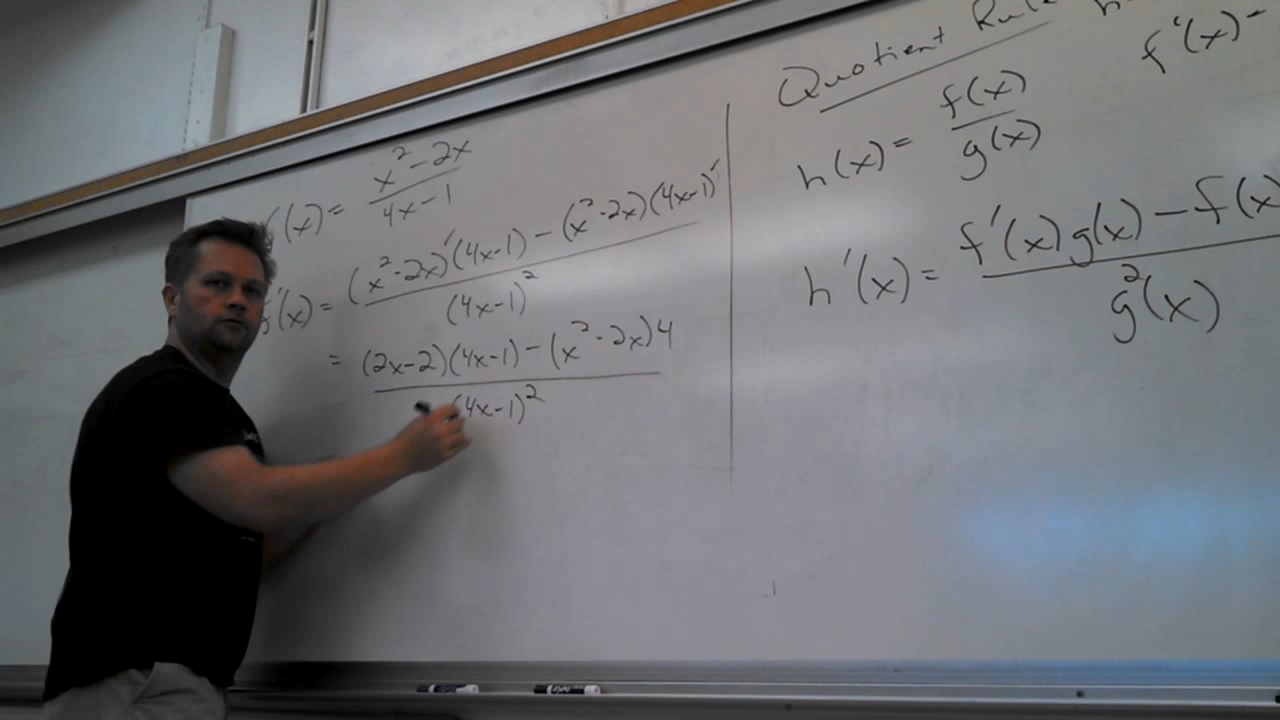 f(x) = x² - 2x / 4x - 1
f'(x) = (x² - 2x)'(4x-1) - (x² - 2x)(4x-1)' / (4x-1)²
= (2x-2)(4x-1) - (x² - 2x)4 / (4x-1)²
Quotient Rule
f'(x) =
h(x) = f(x) / g(x)
h'(x) = f'(x)g(x) - f(x) / g²(x)